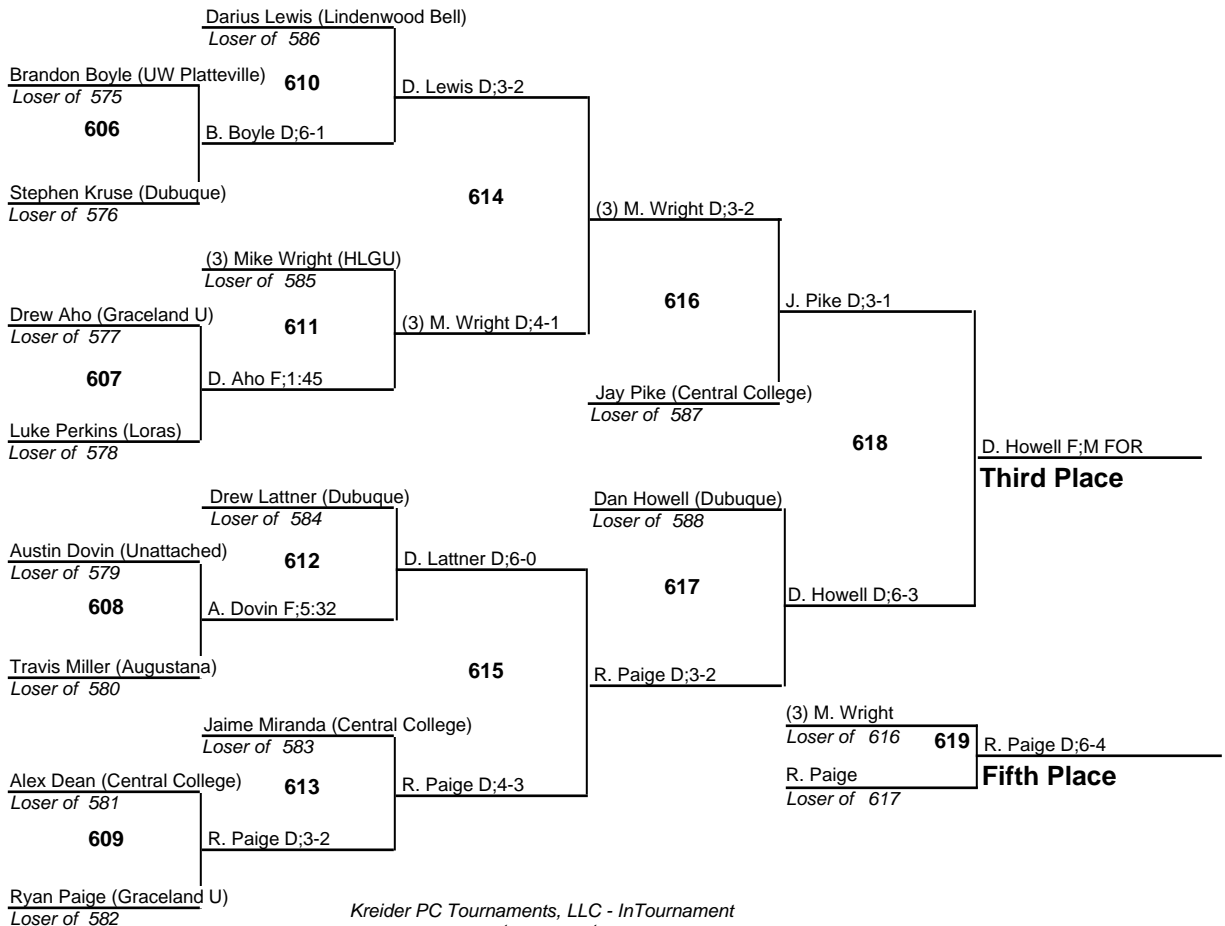 Darius Lewis (Lindenwood Bell)
Loser of 586
Brandon Boyle (UW Platteville)
Loser of 575
610
D. Lewis D;3-2
606
B. Boyle D;6-1
Stephen Kruse (Dubuque)
Loser of 576
614
(3) M. Wright D;3-2
(3) Mike Wright (HLGU)
Loser of 585
Drew Aho (Graceland U)
Loser of 577
611
(3) M. Wright D;4-1
616
J. Pike D;3-1
607
D. Aho F;1:45
Jay Pike (Central College)
Loser of 587
Luke Perkins (Loras)
Loser of 578
618
D. Howell F;M FOR
Third Place
Drew Lattner (Dubuque)
Loser of 584
Dan Howell (Dubuque)
Loser of 588
Austin Dovin (Unattached)
Loser of 579
612
D. Lattner D;6-0
617
D. Howell D;6-3
608
A. Dovin F;5:32
Travis Miller (Augustana)
Loser of 580
615
R. Paige D;3-2
Jaime Miranda (Central College)
Loser of 583
(3) M. Wright
Loser of 616
619
R. Paige D;6-4
Fifth Place
R. Paige
Loser of 617
Alex Dean (Central College)
Loser of 581
613
R. Paige D;4-3
609
R. Paige D;3-2
Ryan Paige (Graceland U)
Loser of 582
Kreider PC Tournaments, LLC - InTournament